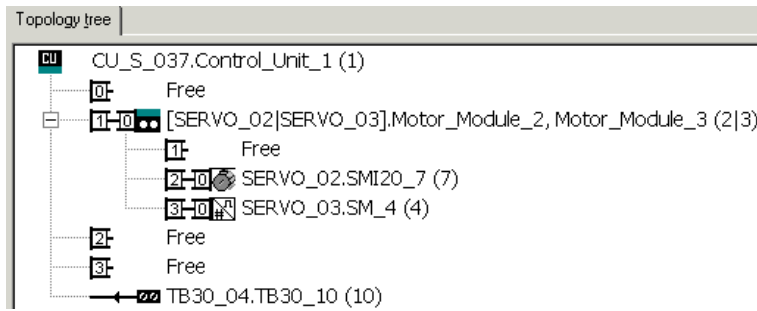 Topology tree
CU CU_S_037.Control_Unit_1 (1)
0 Free
1 0 [SERVO_02|SERVO_03].Motor_Module_2, Motor_Module_3 (2|3)
1 Free
2 0 SERVO_02.SMI20_7 (7)
3 0 SERVO_03.SM_4 (4)
2 Free
3 Free
TB30_04.TB30_10 (10)